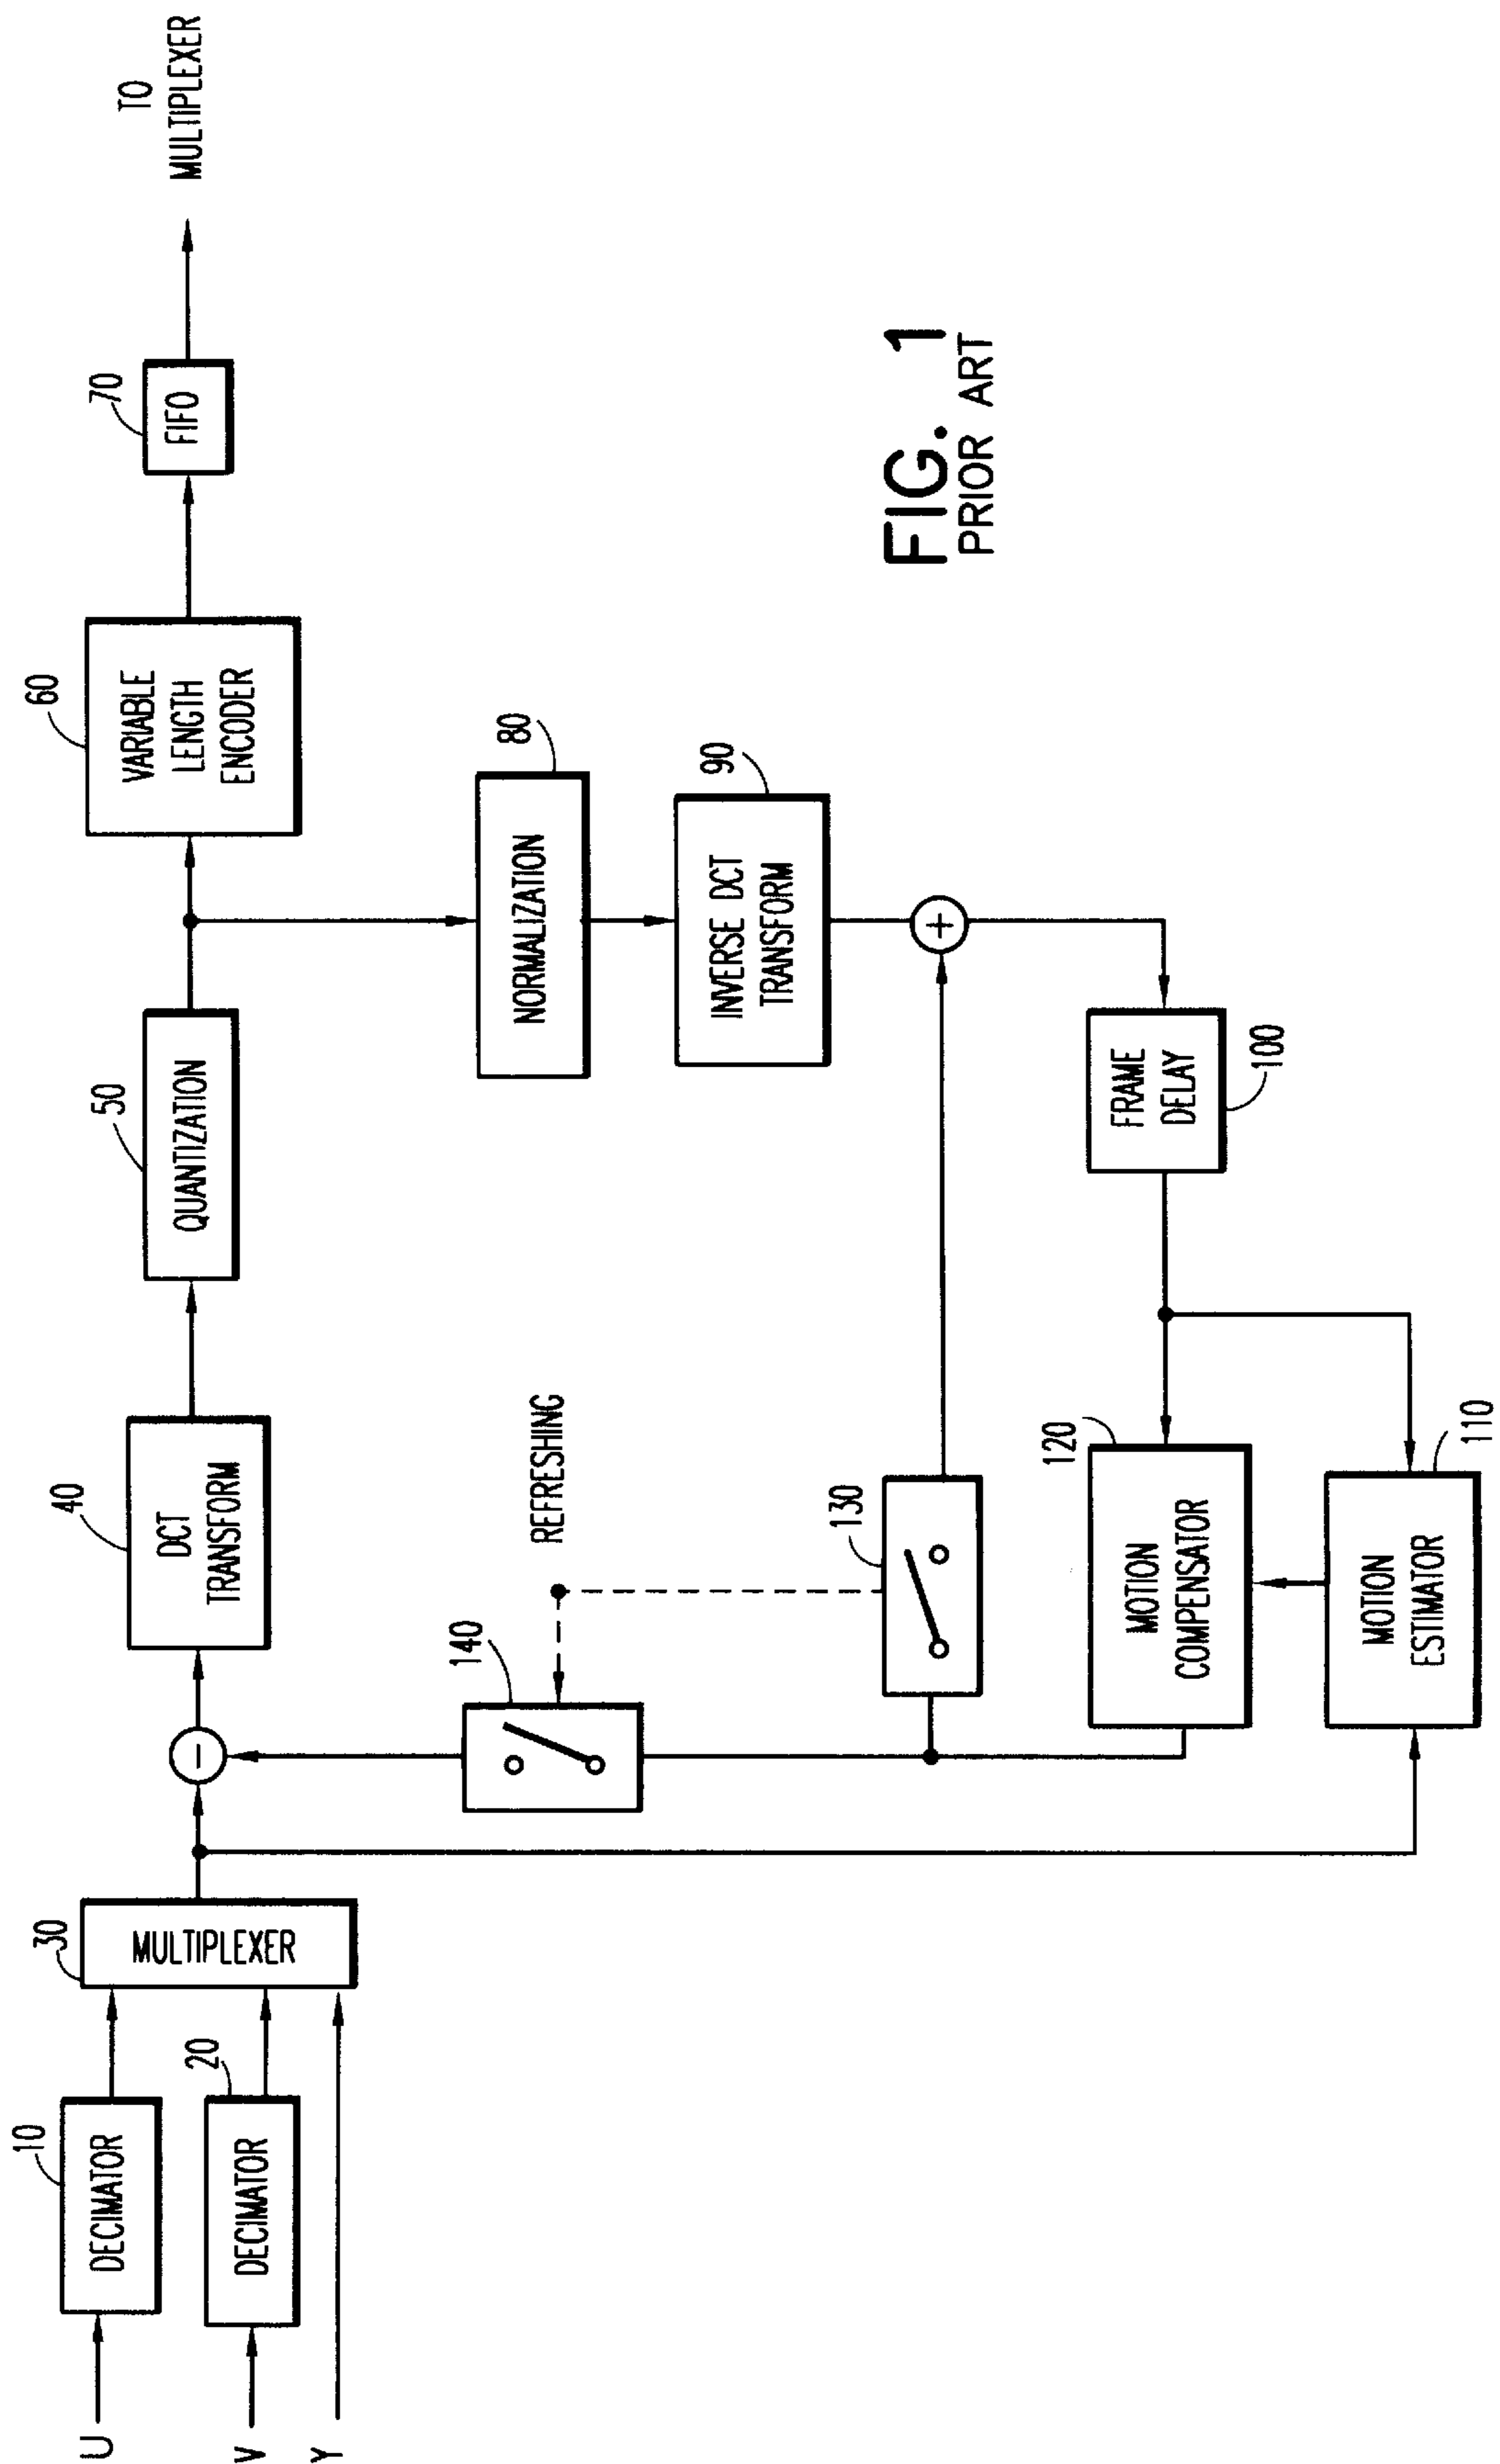 U
V
Y
10
DECIMATOR
20
DECIMATOR
30
MULTIPLEXER
40
DCT
TRANSFORM
50
QUANTIZATION
60
VARIABLE
LENGTH
ENCODER
70
FIFO
TO
MULTIPLEXER
140
REFRESHING
80
NORMALIZATION
90
INVERSE DCT
TRANSFORM
130
120
MOTION
COMPENSATOR
FRAME
DELAY
100
MOTION
ESTIMATOR
110
FIG. 1
PRIOR ART